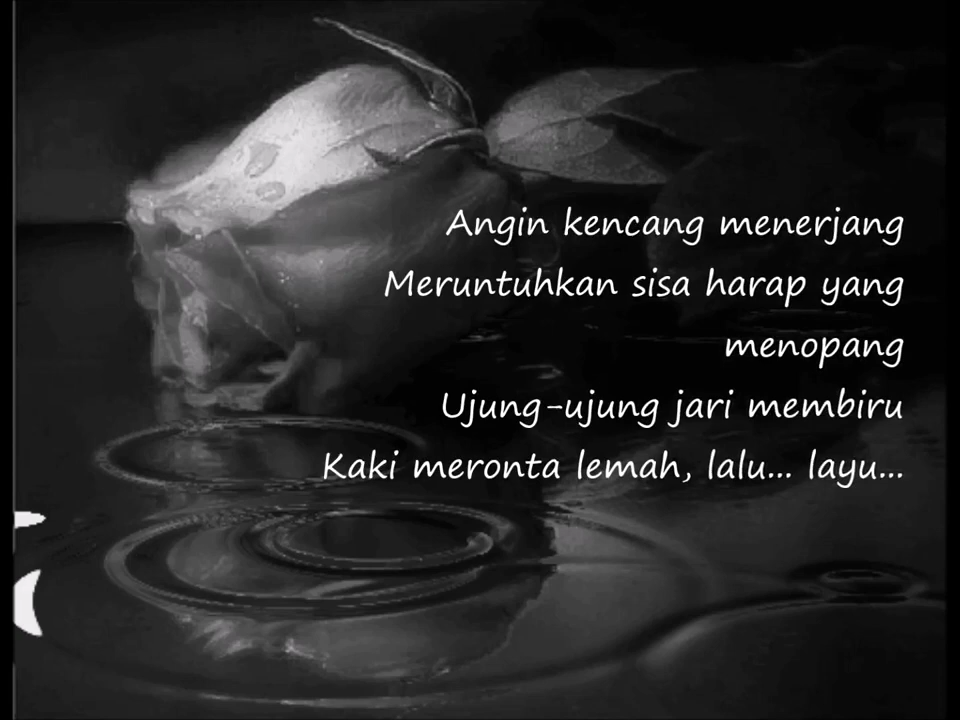 Angin kencang menerjang
Meruntuhkan sisa harap yang
menopang
Ujung-ujung jari membiru
Kaki meronta lemah, lalu... layu...